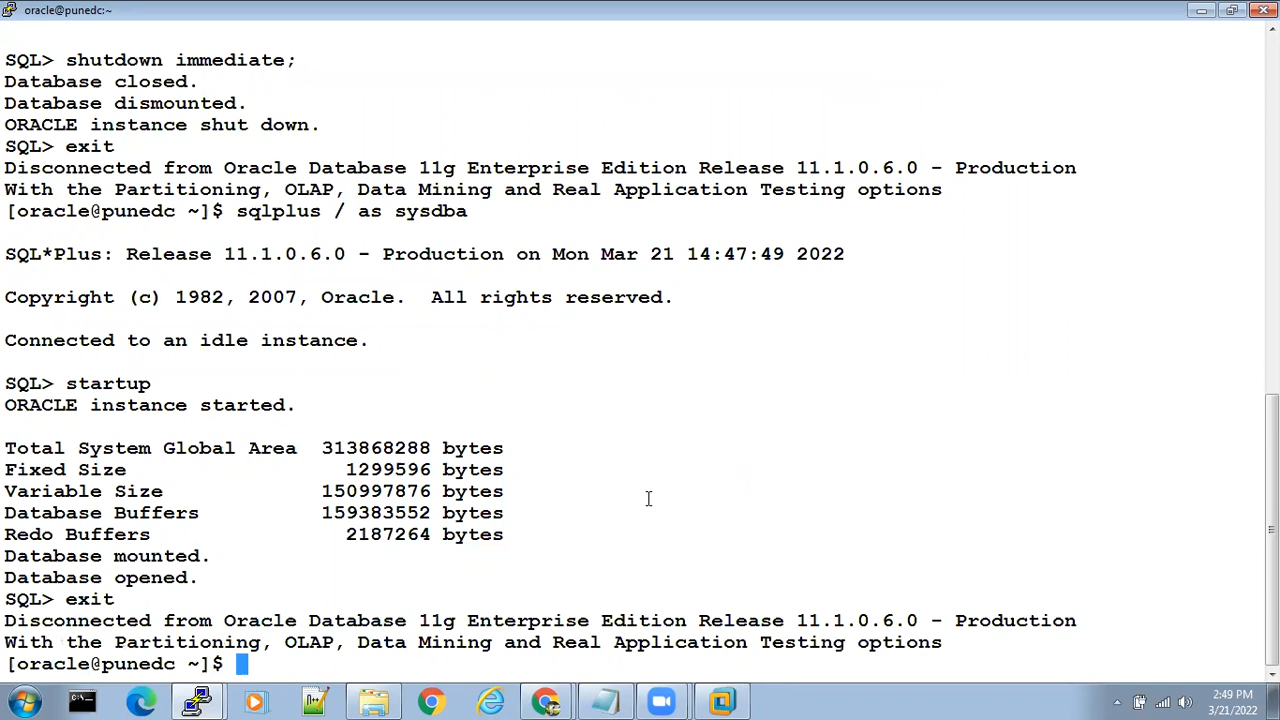 oracle@punedc:~
SQL> shutdown immediate;
Database closed.
Database dismounted.
ORACLE instance shut down.
SQL> exit
Disconnected from Oracle Database 11g Enterprise Edition Release 11.1.0.6.0 - Production
With the Partitioning, OLAP, Data Mining and Real Application Testing options
[oracle@punedc ~]$ sqlplus / as sysdba
SQL*Plus: Release 11.1.0.6.0 - Production on Mon Mar 21 14:47:49 2022
Copyright (c) 1982, 2007, Oracle.  All rights reserved.
Connected to an idle instance.
SQL> startup
ORACLE instance started.
Total System Global Area  313868288 bytes
Fixed Size                  1299596 bytes
Variable Size             150997876 bytes
Database Buffers          159383552 bytes
Redo Buffers                2187264 bytes
Database mounted.
Database opened.
SQL> exit
Disconnected from Oracle Database 11g Enterprise Edition Release 11.1.0.6.0 - Production
With the Partitioning, OLAP, Data Mining and Real Application Testing options
[oracle@punedc ~]$
2:49 PM
3/21/2022